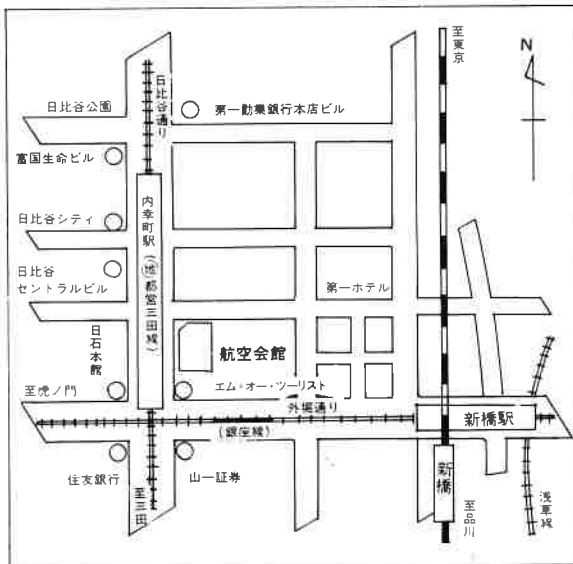 至東京
N
日比谷通り
日比谷公園
第一勧業銀行本店ビル
富国生命ビル
内幸町駅(地都営三田線)
日比谷シティ
日比谷
セントラルビル
第一ホテル
日石本館
航空会館
至虎ノ門
エム・オー・ツーリスト
外堀通り
(銀座線)
新橋駅
住友銀行
山一証券
至三田
新橋
至品川
浅草線